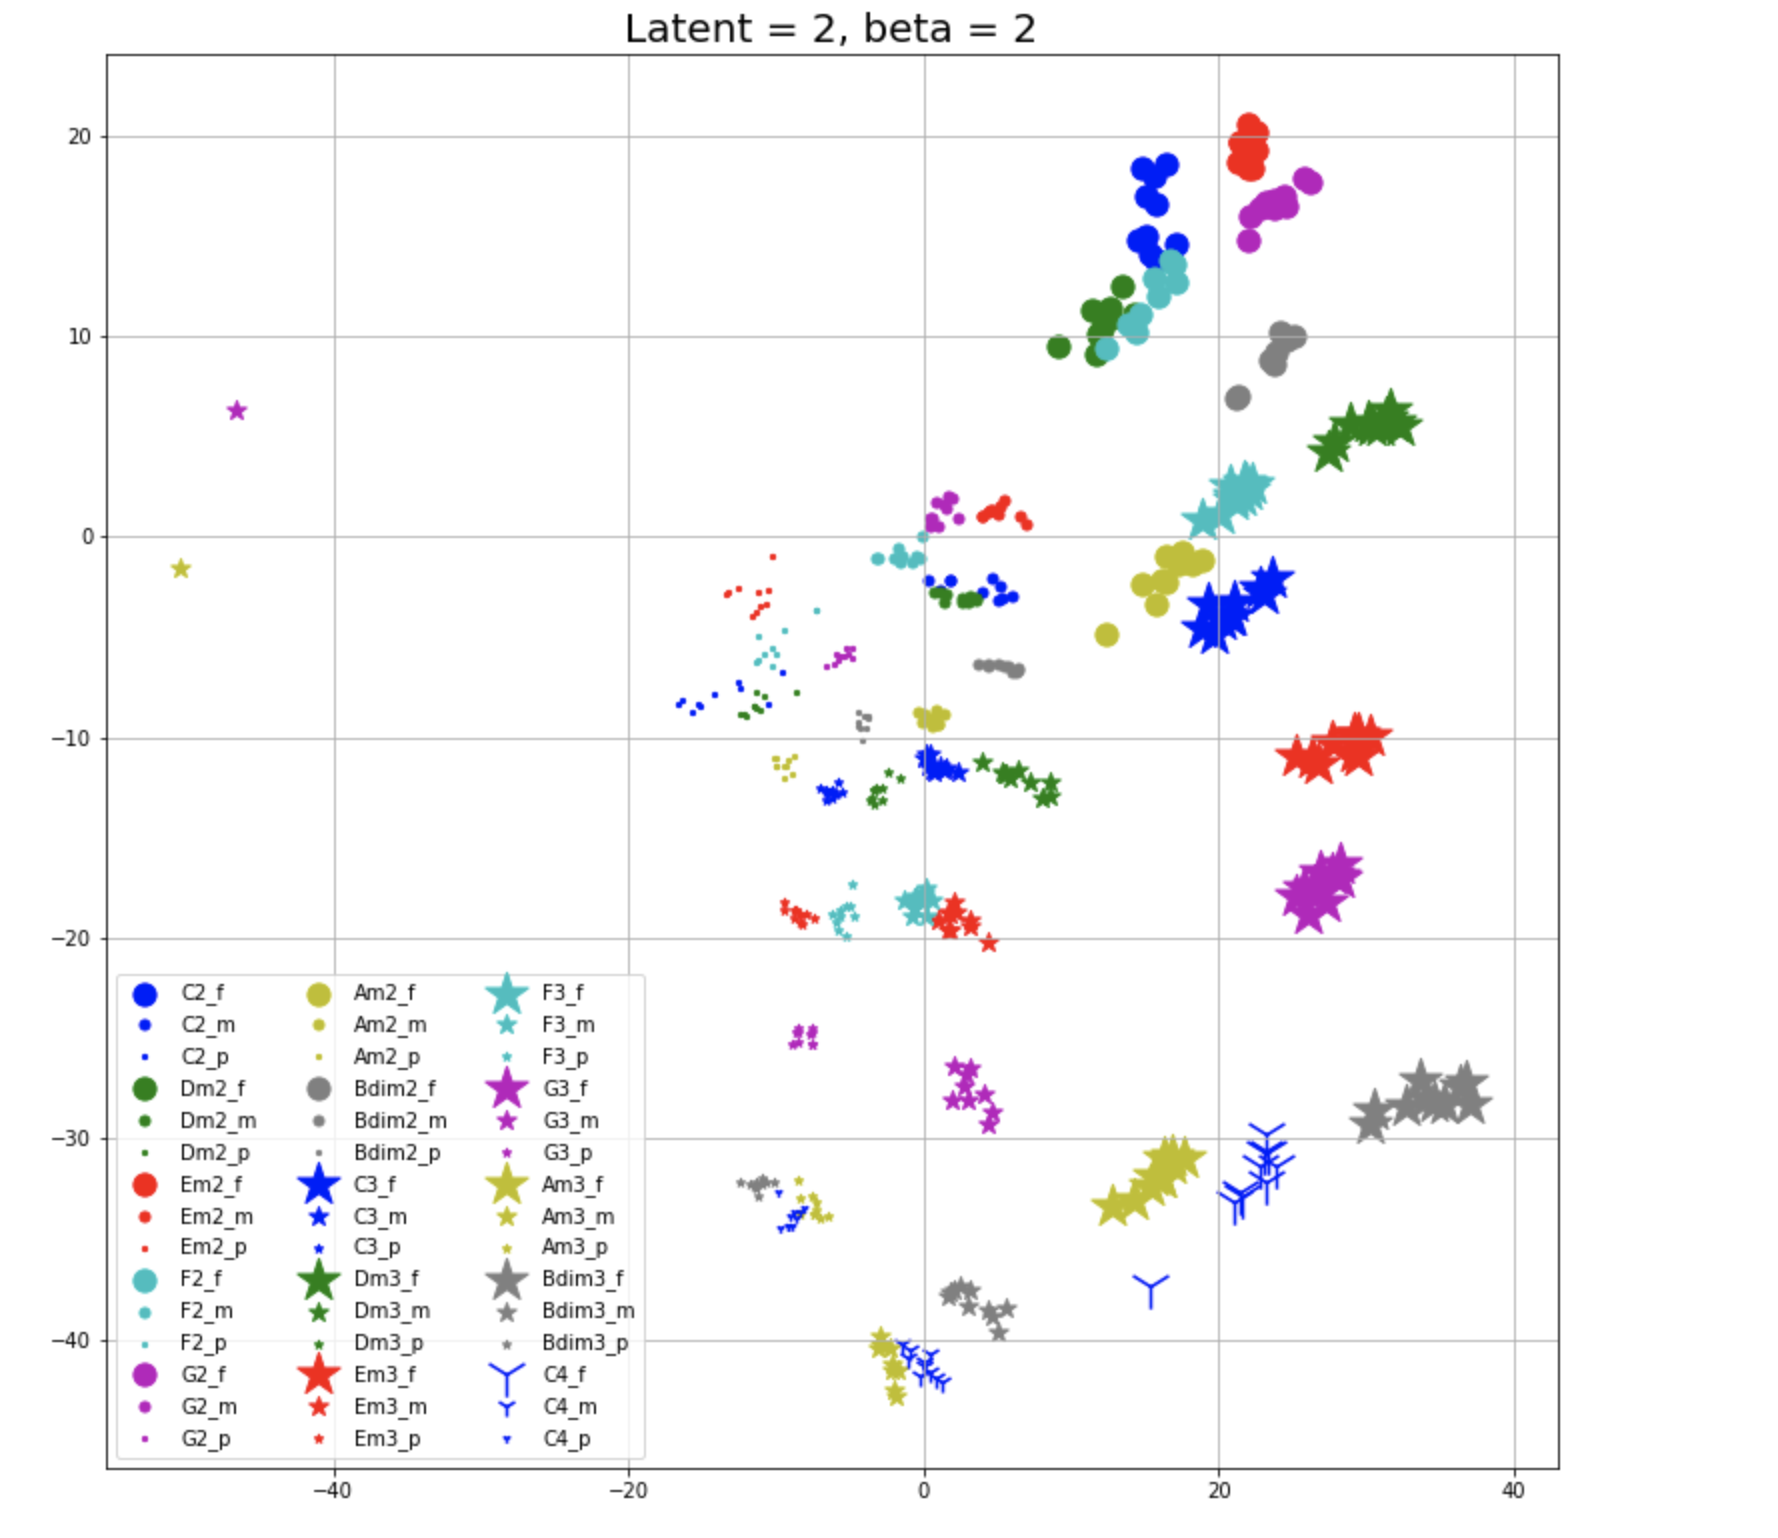 Latent = 2, beta = 2
20
10
0
−10
−20
−30
−40
C2_f Am2_f F3_f
C2_m Am2_m F3_m
C2_p Am2_p F3_p
Dm2_f Bdim2_f G3_f
Dm2_m Bdim2_m G3_m
Dm2_p Bdim2_p G3_p
Em2_f C3_f Am3_f
Em2_m C3_m Am3_m
Em2_p C3_p Am3_p
F2_f Dm3_f Bdim3_f
F2_m Dm3_m Bdim3_m
F2_p Dm3_p Bdim3_p
G2_f Em3_f C4_f
G2_m Em3_m C4_m
G2_p Em3_p C4_p
−40 −20 0 20 40